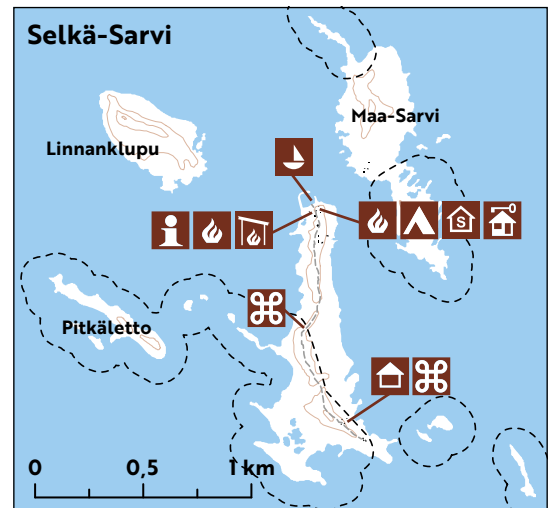 Selkä-Sarvi
Maa-Sarvi
Linnanklupu
S
Pitkäletto
0 0,5 1 km